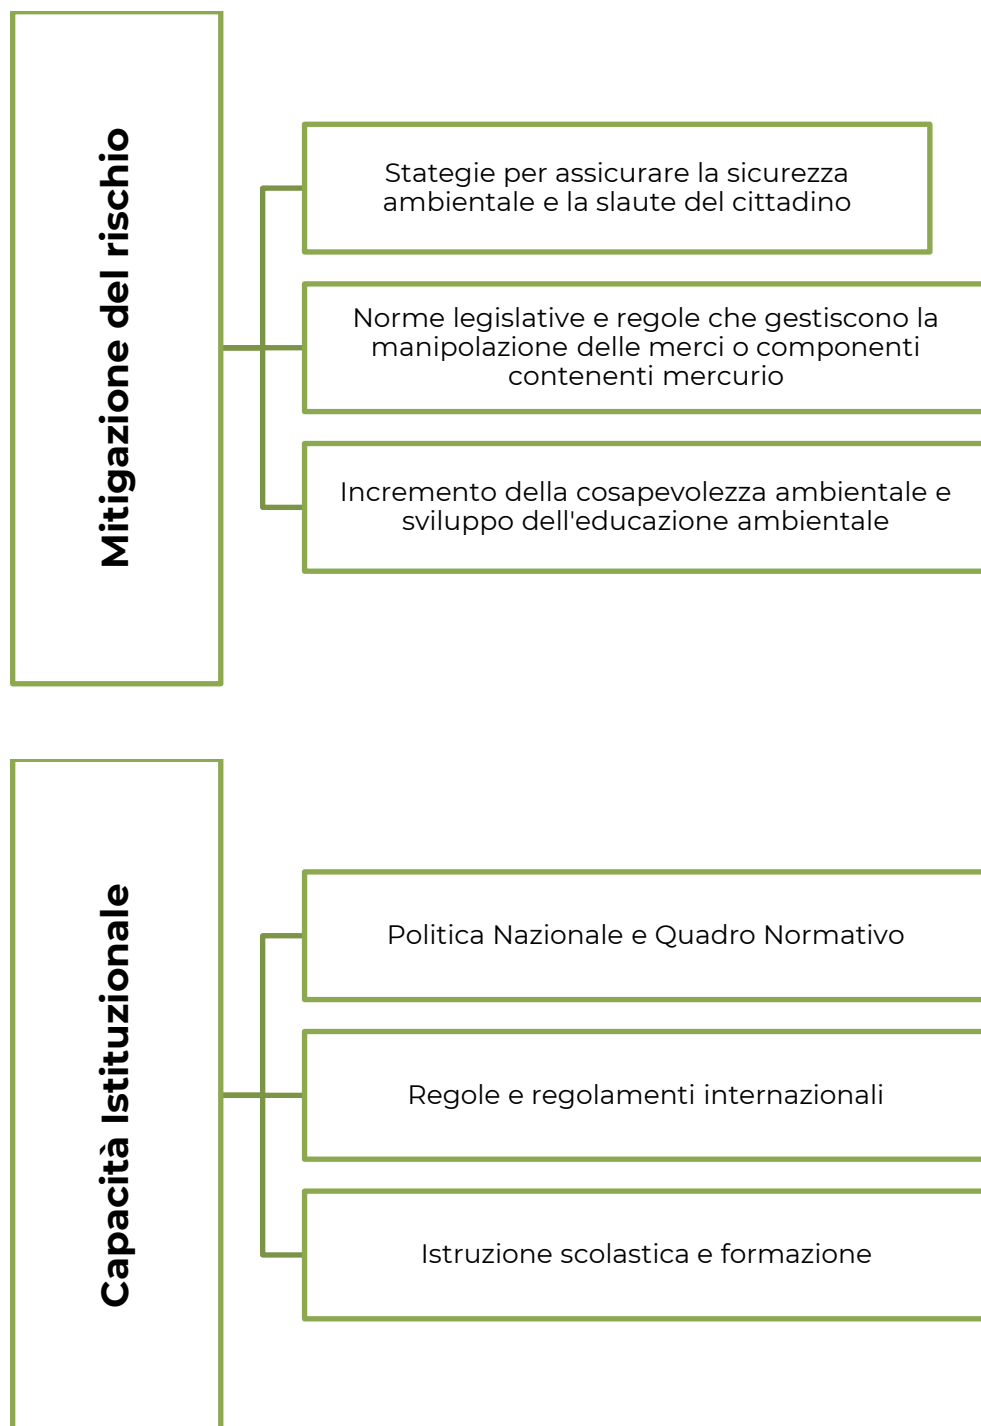 Mitigazione del rischio
Stategie per assicurare la sicurezza
ambientale e la slaute del cittadino
Norme legislative e regole che gestiscono la
manipolazione delle merci o componenti
contenenti mercurio
Incremento della cosapevolezza ambientale e
sviluppo dell'educazione ambientale
Capacità Istituzionale
Politica Nazionale e Quadro Normativo
Regole e regolamenti internazionali
Istruzione scolastica e formazione